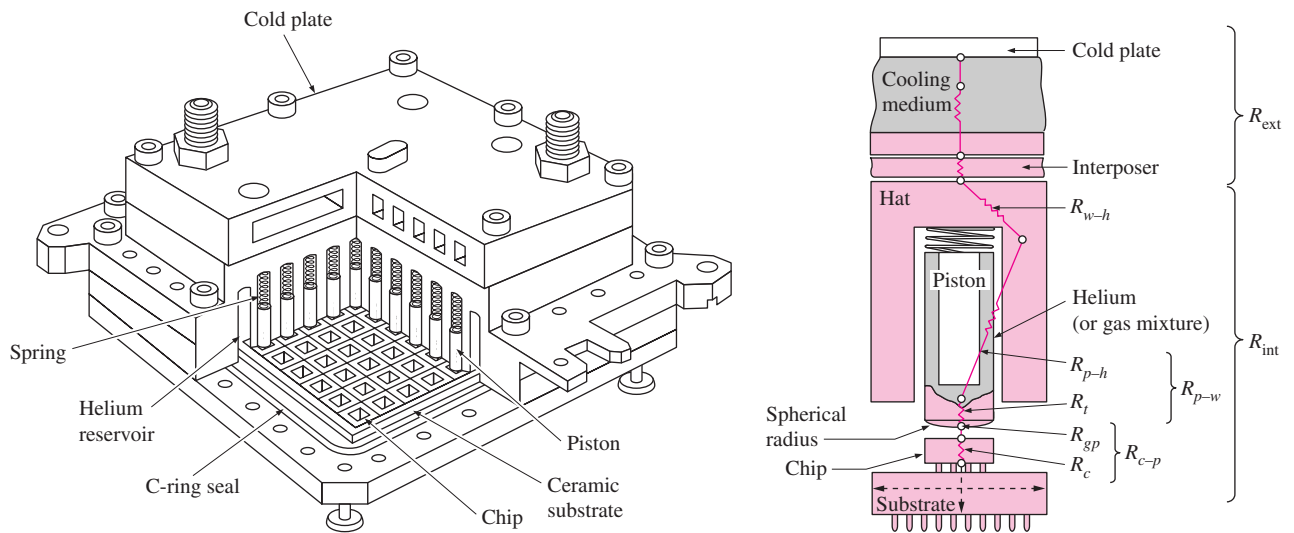 Cold plate
Spring
Helium
reservoir
C-ring seal
Chip
Ceramic
substrate
Piston
Cold plate
Cooling
medium
R_ext
Interposer
Hat
R_w–h
Piston
Helium
(or gas mixture)
R_int
R_p–h
R_p–w
R_t
Spherical
radius
R_gp
R_c–p
Chip
R_c
Substrate